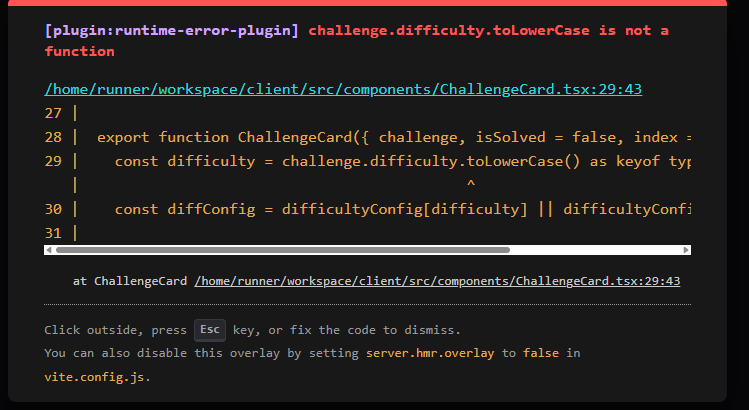 [plugin:runtime-error-plugin] challenge.difficulty.toLowerCase is not a
function
/home/runner/workspace/client/src/components/ChallengeCard.tsx:29:43
27 |
28 |  export function ChallengeCard({ challenge, isSolved = false, index =
29 |    const difficulty = challenge.difficulty.toLowerCase() as keyof typ
   |                                            ^
30 |    const diffConfig = difficultyConfig[difficulty] || difficultyConfi
31 |
at ChallengeCard /home/runner/workspace/client/src/components/ChallengeCard.tsx:29:43
Click outside, press Esc key, or fix the code to dismiss.
You can also disable this overlay by setting server.hmr.overlay to false in
vite.config.js.